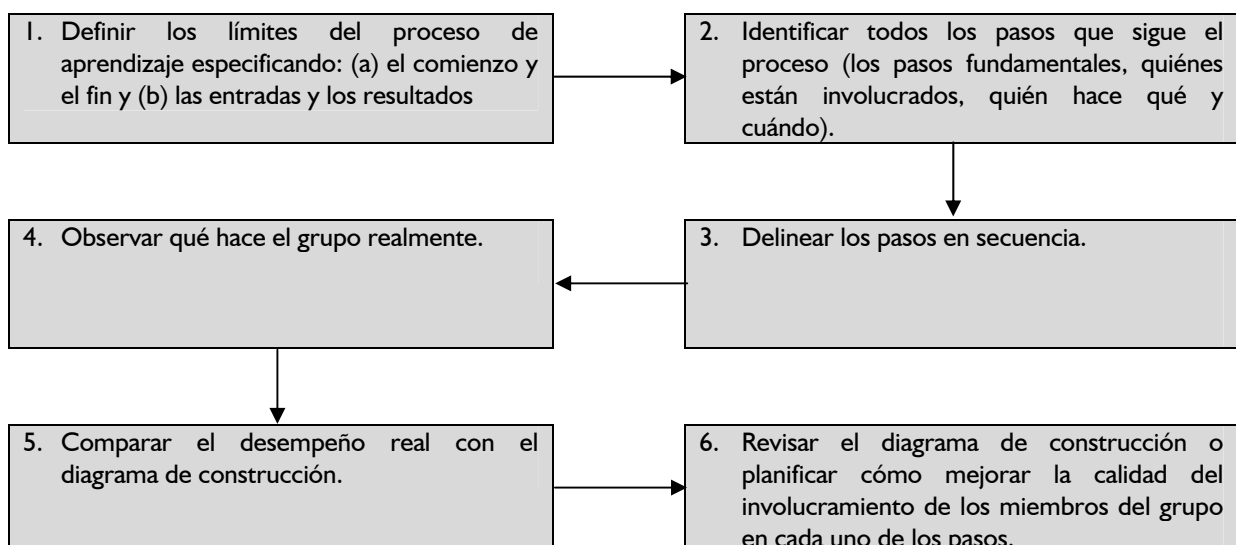 1. Definir los límites del proceso de
aprendizaje especificando: (a) el comienzo y
el fin y (b) las entradas y los resultados
2. Identificar todos los pasos que sigue el
proceso (los pasos fundamentales, quiénes
están involucrados, quién hace qué y
cuándo).
3. Delinear los pasos en secuencia.
4. Observar qué hace el grupo realmente.
5. Comparar el desempeño real con el
diagrama de construcción.
6. Revisar el diagrama de construcción o
planificar cómo mejorar la calidad del
involucramiento de los miembros del grupo
en cada uno de los pasos.